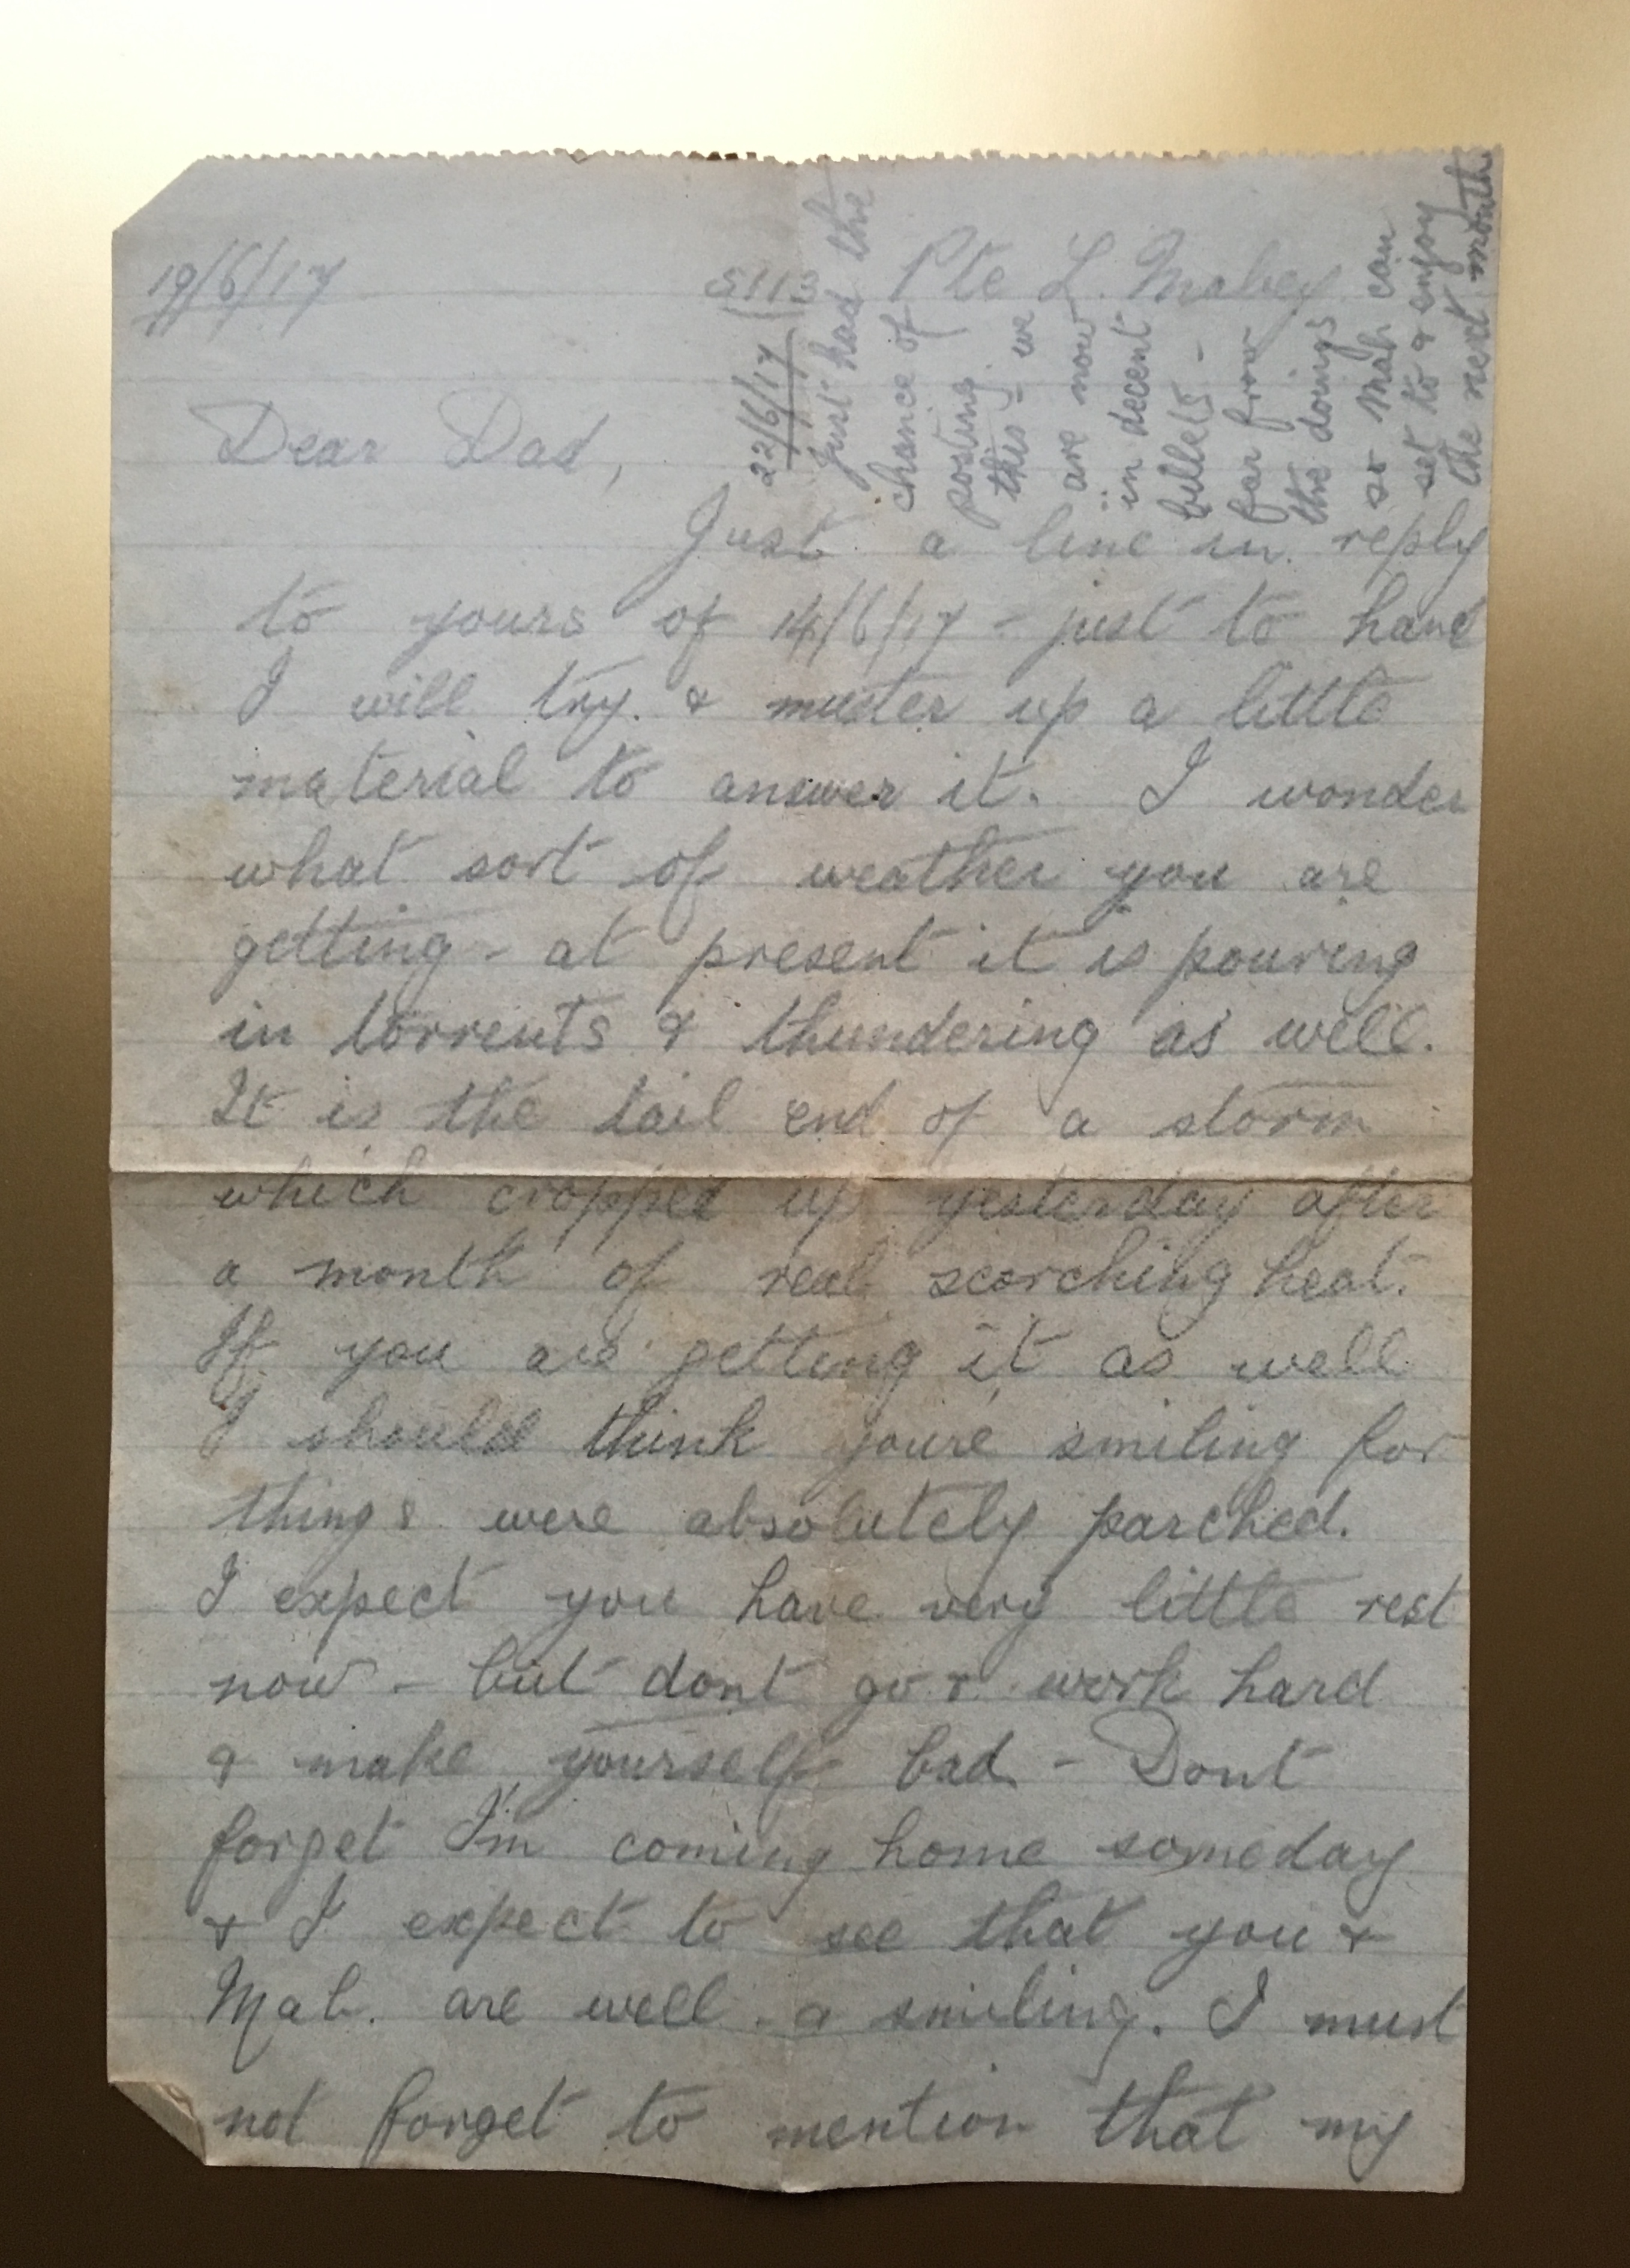 19/6/17
5113 Pte L. Mabey
22/6/17
Just had the
chance of
posting
this - we
are now
in decent
billets -
far from
the doings
so Mah can
set to & enjoy
the next month
Dear Dad,
Just a line in reply
to yours of 14/6/17 - just to hand
I will try. & muster up a little
material to answer it. I wonder
what sort of weather you are
getting - at present it is pouring
in torrents & thundering as well.
It is the tail end of a storm
which cropped up yesterday after
a month of real scorching heat.
If you are getting it as well
I should think youre smiling for
things were absolutely parched.
I expect you have very little rest
now - but dont go & work hard
& make yourself bad - Dont
forget I'm coming home someday
& I expect to see that you &
Mah. are well & smiling. I must
not forget to mention that my